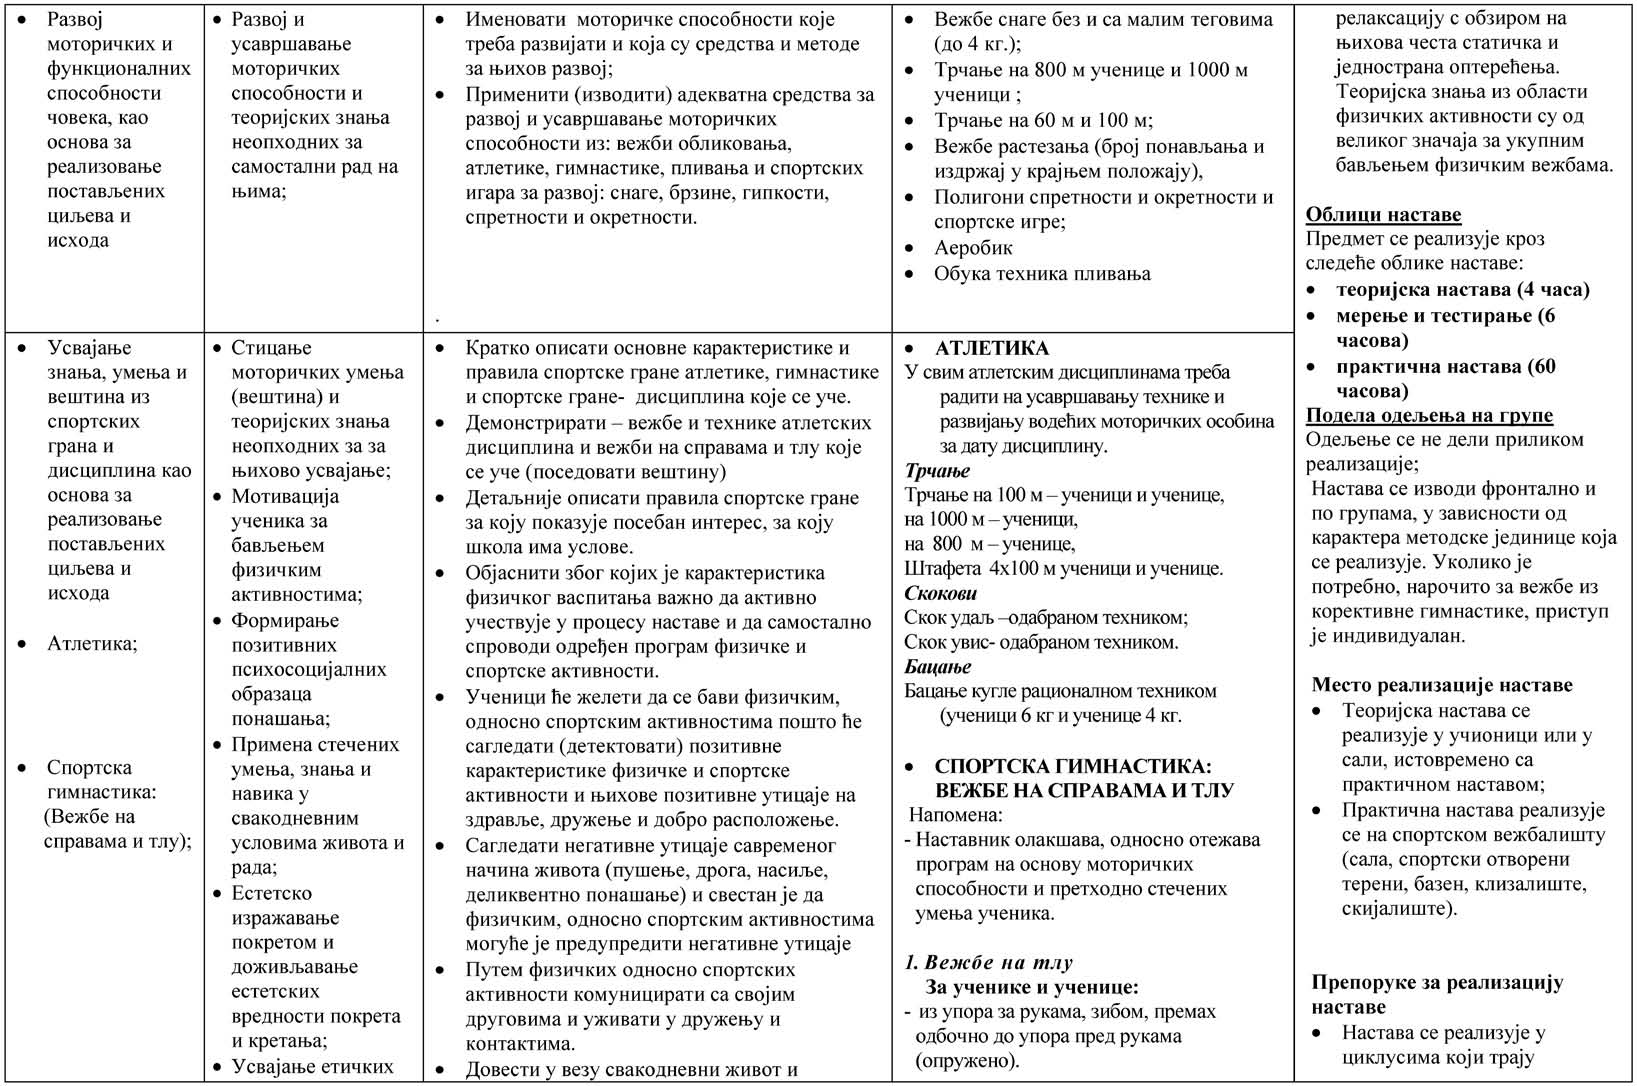 • Развој
моторичких и
функционалних
способности
човека, као
основа за
реализовање
постављених
циљева и
исхода
• Развој и
усавршавање
моторичких
способности и
теоријских знања
неопходних за
самостални рад на
њима;
• Именовати моторичке способности које
треба развијати и која су средства и методе
за њихов развој;
• Применити (изводити) адекватна средства за
развој и усавршавање моторичких
способности из: вежби обликовања,
атлетике, гимнастике, пливања и спортских
игара за развој: снаге, брзине, гипкости,
спретности и окретности.
.
• Вежбе снаге без и са малим теговима
(до 4 кг.);
• Трчање на 800 м ученице и 1000 м
ученици ;
• Трчање на 60 м и 100 м;
• Вежбе растезања (број понављања и
издржај у крајњем положају),
• Полигони спретности и окретности и
спортске игре;
• Аеробик
• Обука техника пливања
• Усвајање
знања, умења и
вештина из
спортских
грана и
дисциплина као
основа за
реализовање
постављених
циљева и
исхода
• Атлетика;
• Спортска
гимнастика:
(Вежбе на
справама и тлу);
• Стицање
моторичких умења
(вештина) и
теоријских знања
неопходних за за
њихово усвајање;
• Мотивација
ученика за
бављењем
физичким
активностима;
• Формирање
позитивних
психосоцијалних
образаца
понашања;
• Примена стечених
умења, знања и
навика у
свакодневним
условима живота и
рада;
• Естетско
изражавање
покретом и
доживљавање
естетских
вредности покрета
и кретања;
• Усвајање етичких
• Кратко описати основне карактеристике и
правила спортске гране атлетике, гимнастике
и спортске гране- дисциплина које се уче.
• Демонстрирати – вежбе и технике атлетских
дисциплина и вежби на справама и тлу које
се уче (поседовати вештину)
• Детаљније описати правила спортске гране
за коју показује посебан интерес, за коју
школа има услове.
• Објаснити због којих је карактеристика
физичког васпитања важно да активно
учествује у процесу наставе и да самостално
спроводи одређен програм физичке и
спортске активности.
• Ученици ће желети да се бави физичким,
односно спортским активностима пошто ће
сагледати (детектовати) позитивне
карактеристике физичке и спортске
активности и њихове позитивне утицаје на
здравље, дружење и добро расположење.
• Сагледати негативне утицаје савременог
начина живота (пушење, дрога, насиље,
деликвентно понашање) и свестан је да
физичким, односно спортским активностима
могуће је предупредити негативне утицаје
• Путем физичких односно спортских
активности комуницирати са својим
друговима и уживати у дружењу и
контактима.
• Довести у везу свакодневни живот и
• АТЛЕТИКА
У свим атлетским дисциплинама треба
радити на усавршавању технике и
развијању водећих моторичких особина
за дату дисциплину.
Трчање
Трчање на 100 м – ученици и ученице,
на 1000 м – ученици,
на 800 м – ученице,
Штафета 4х100 м ученици и ученице.
Скокови
Скок удаљ –одабраном техником;
Скок увис- одабраном техником.
Бацање
Бацање кугле рационалном техником
(ученици 6 кг и ученице 4 кг.
• СПОРТСКА ГИМНАСТИКА:
ВЕЖБЕ НА СПРАВАМА И ТЛУ
Напомена:
- Наставник олакшава, односно отежава
програм на основу моторичких
способности и претходно стечених
умења ученика.
1. Вежбе на тлу
За ученике и ученице:
- из упора за рукама, зибом, премах
одбочно до упора пред рукама
(опружено).
релаксацију с обзиром на
њихова честа статичка и
једнострана оптерећења.
Теоријска знања из области
физичких активности су од
великог значаја за укупним
бављењем физичким вежбама.
Облици наставе
Предмет се реализује кроз
следеће облике наставе:
• теоријска настава (4 часа)
• мерење и тестирање (6
часова)
• практична настава (60
часова)
Подела одељења на групе
Одељење се не дели приликом
реализације;
Настава се изводи фронтално и
по групама, у зависности од
карактера методске јединице која
се реализује. Уколико је
потребно, нарочито за вежбе из
корективне гимнастике, приступ
је индивидуалан.
Место реализације наставе
• Теоријска настава се
реализује у учионици или у
сали, истовремено са
практичном наставом;
• Практична настава реализује
се на спортском вежбалишту
(сала, спортски отворени
терени, базен, клизалиште,
скијалиште).
Препоруке за реализацију
наставе
• Настава се реализује у
циклусима који трају